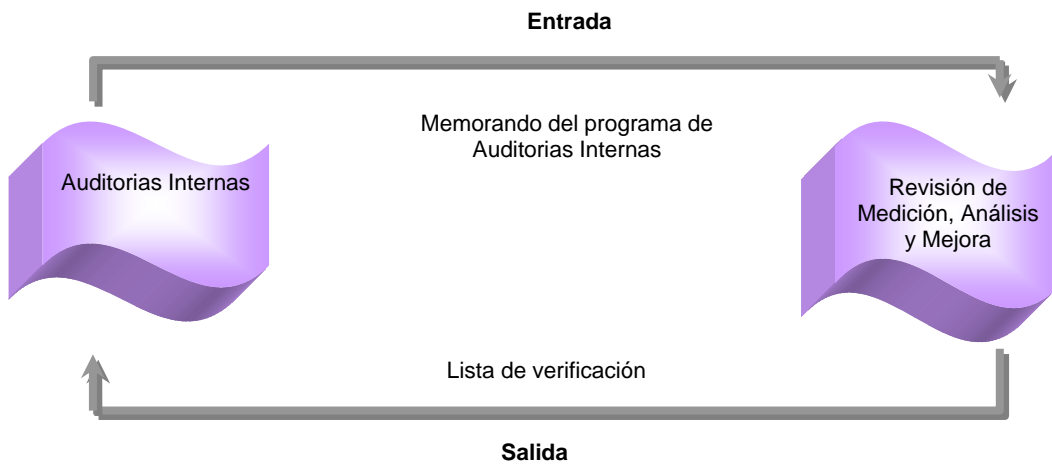 Entrada
Memorando del programa de
Auditorias Internas
Auditorias Internas
Revisión de
Medición, Análisis
y Mejora
Lista de verificación
Salida